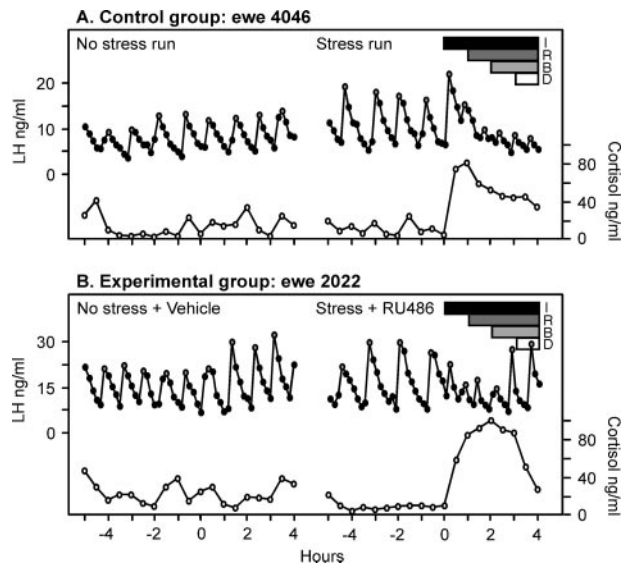 A. Control group: ewe 4046
No stress run
Stress run
I
R
B
D
LH ng/ml
20
10
0
80
40
0
Cortisol ng/ml
B. Experimental group: ewe 2022
No stress + Vehicle
Stress + RU486
I
R
B
D
LH ng/ml
30
15
0
80
40
0
Cortisol ng/ml
-4 -2 0 2 4 -4 -2 0 2 4
Hours